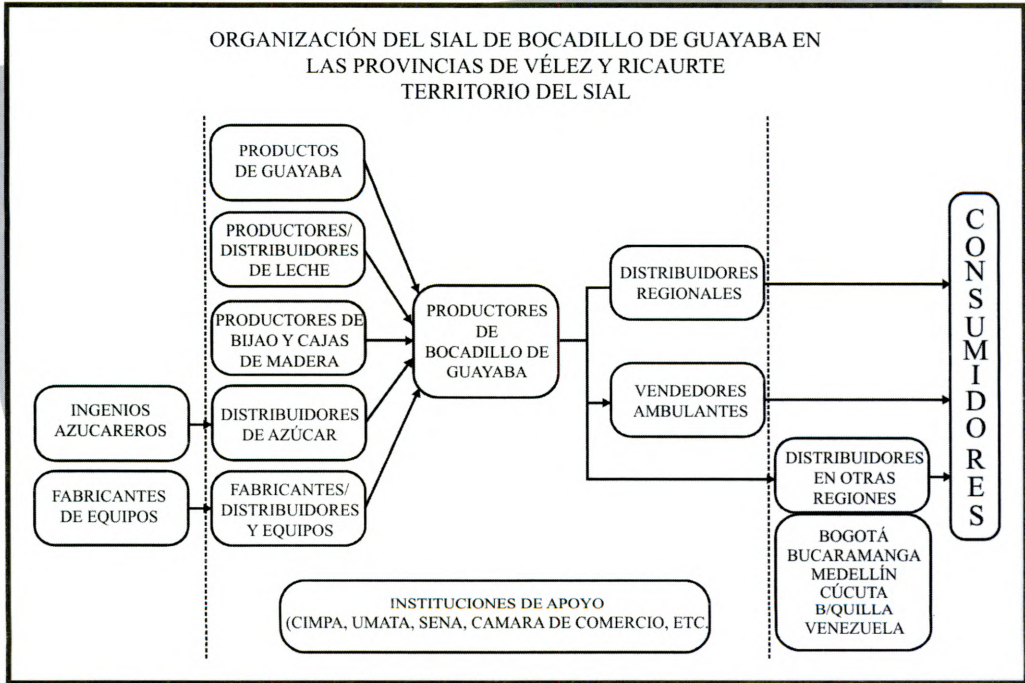 ORGANIZACIÓN DEL SIAL DE BOCADILLO DE GUAYABA EN
LAS PROVINCIAS DE VÉLEZ Y RICAURTE
TERRITORIO DEL SIAL
INGENIOS
AZUCAREROS
FABRICANTES
DE EQUIPOS
PRODUCTOS
DE GUAYABA
PRODUCTORES/
DISTRIBUIDORES
DE LECHE
PRODUCTORES DE
BIJAO Y CAJAS
DE MADERA
DISTRIBUIDORES
DE AZÚCAR
FABRICANTES/
DISTRIBUIDORES
Y EQUIPOS
PRODUCTORES
DE
BOCADILLO DE
GUAYABA
DISTRIBUIDORES
REGIONALES
VENDEDORES
AMBULANTES
DISTRIBUIDORES
EN OTRAS
REGIONES
BOGOTÁ
BUCARAMANGA
MEDELLÍN
CÚCUTA
B/QUILLA
VENEZUELA
CONSUMIDORES
INSTITUCIONES DE APOYO
(CIMPA, UMATA, SENA, CAMARA DE COMERCIO, ETC.